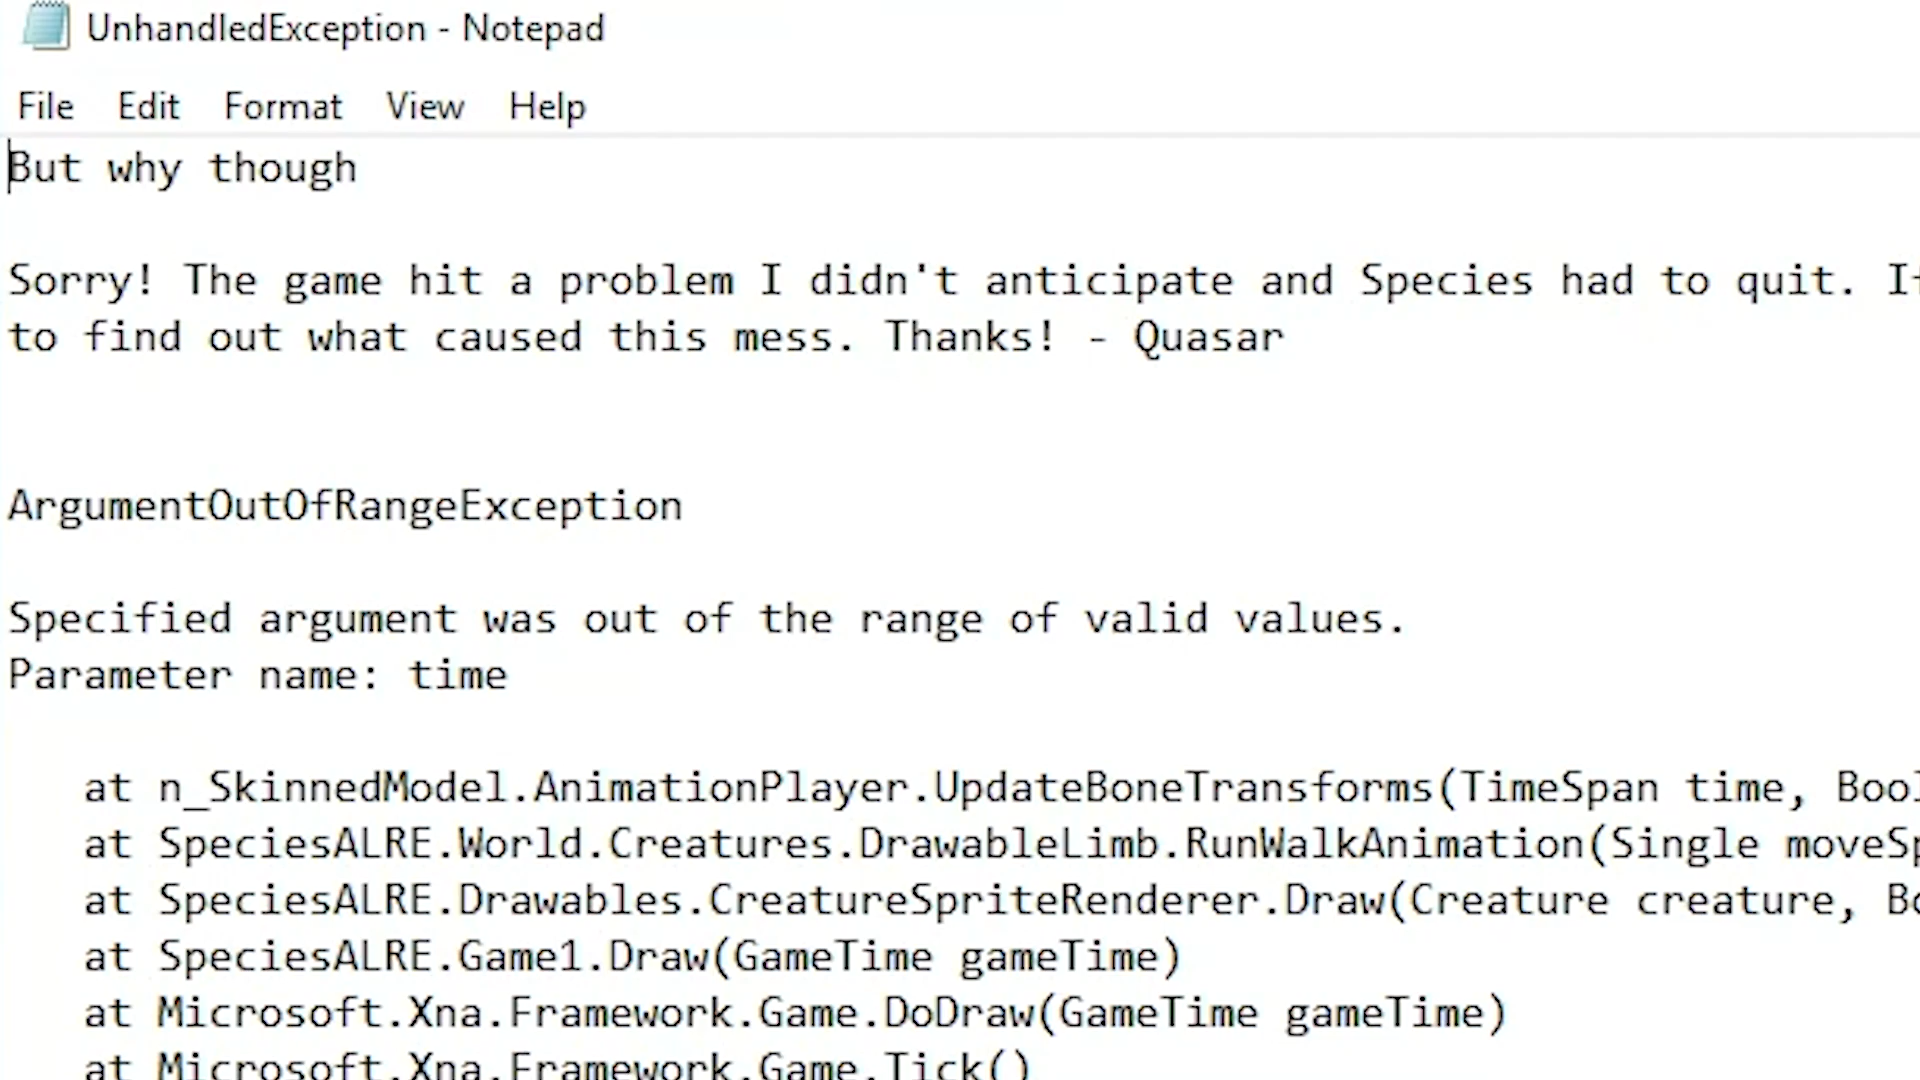 UnhandledException - Notepad
File Edit Format View Help
But why though
Sorry! The game hit a problem I didn't anticipate and Species had to quit. If
to find out what caused this mess. Thanks! - Quasar
ArgumentOutOfRangeException
Specified argument was out of the range of valid values.
Parameter name: time
at n_SkinnedModel.AnimationPlayer.UpdateBoneTransforms(TimeSpan time, Bool
at SpeciesALRE.World.Creatures.DrawableLimb.RunWalkAnimation(Single moveSp
at SpeciesALRE.Drawables.CreatureSpriteRenderer.Draw(Creature creature, Bo
at SpeciesALRE.Game1.Draw(GameTime gameTime)
at Microsoft.Xna.Framework.Game.DoDraw(GameTime gameTime)
at Microsoft.Xna.Framework.Game.Tick()